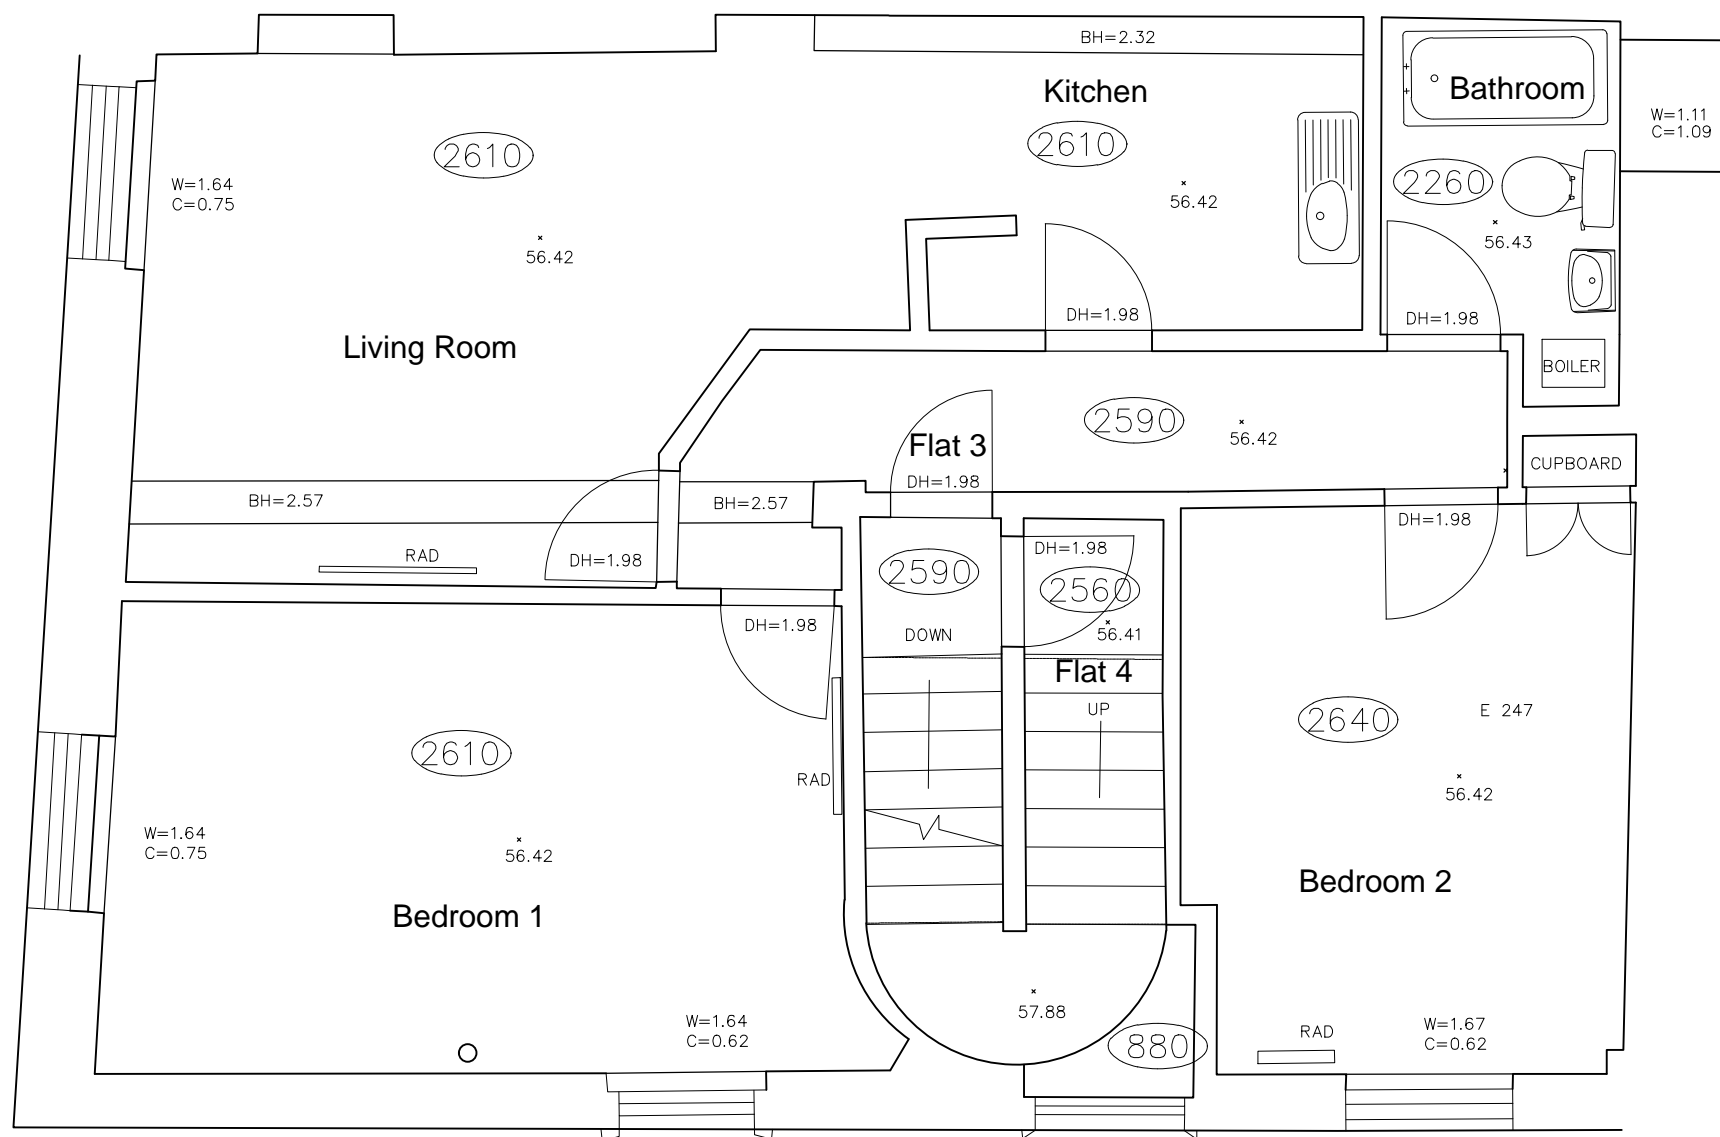 BH=2.32
Kitchen
Bathroom
W=1.11
C=1.09
2610
2610
2260
W=1.64
C=0.75
56.42
56.42
56.43
DH=1.98
DH=1.98
Living Room
BOILER
2590
56.42
Flat 3
CUPBOARD
DH=1.98
BH=2.57
BH=2.57
DH=1.98
RAD
DH=1.98
DH=1.98
2590
2560
DH=1.98
DOWN
56.41
Flat 4
UP
2640
E 247
2610
RAD
56.42
W=1.64
C=0.75
56.42
Bedroom 2
Bedroom 1
57.88
W=1.64
C=0.62
880
RAD
W=1.67
C=0.62